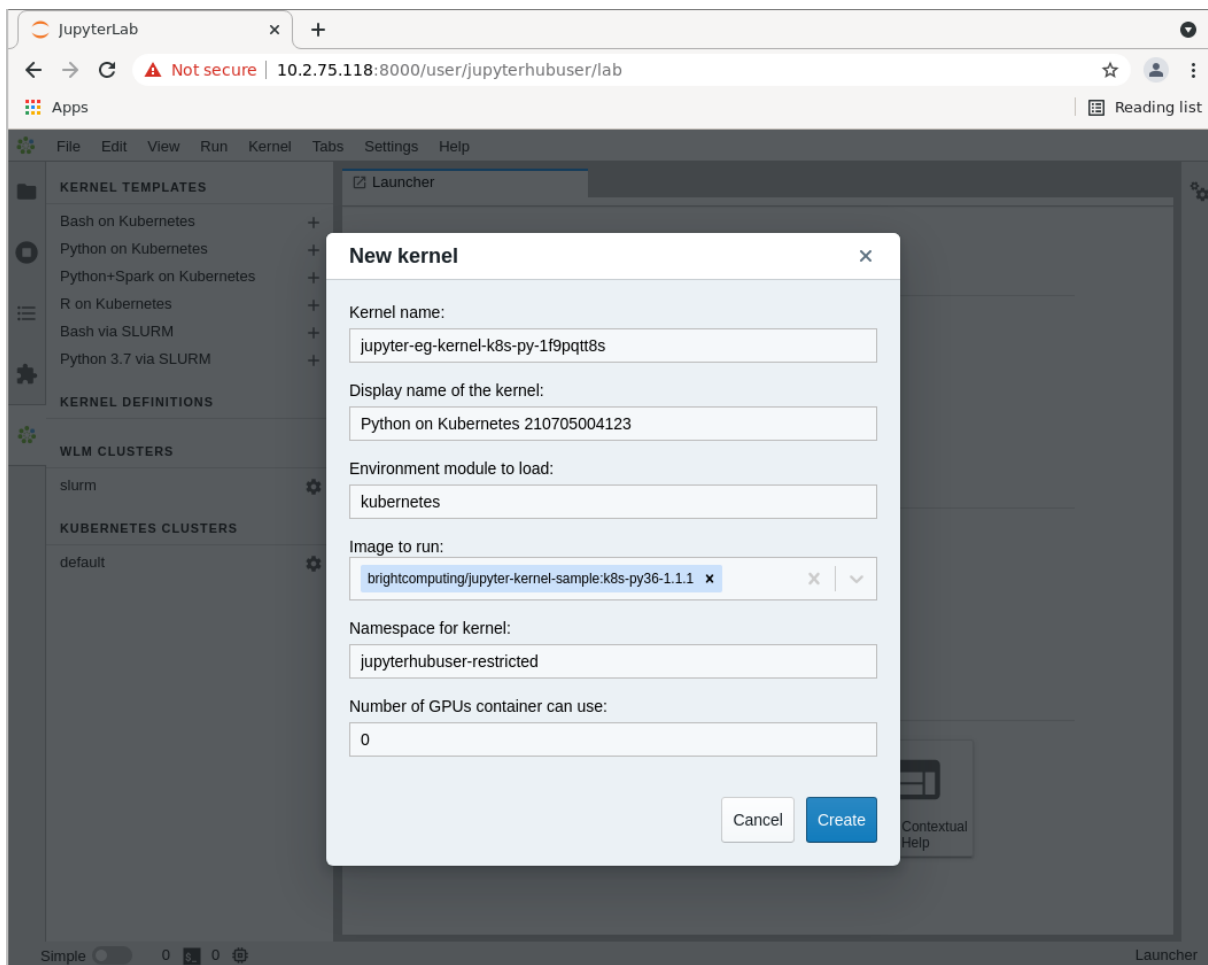 JupyterLab
Not secure | 10.2.75.118:8000/user/jupyterhubuser/lab
Apps
Reading list
File Edit View Run Kernel Tabs Settings Help
KERNEL TEMPLATES
Bash on Kubernetes
Python on Kubernetes
Python+Spark on Kubernetes
R on Kubernetes
Bash via SLURM
Python 3.7 via SLURM
KERNEL DEFINITIONS
WLM CLUSTERS
slurm
KUBERNETES CLUSTERS
default
Launcher
New kernel
Kernel name:
jupyter-eg-kernel-k8s-py-1f9pqtt8s
Display name of the kernel:
Python on Kubernetes 210705004123
Environment module to load:
kubernetes
Image to run:
brightcomputing/jupyter-kernel-sample:k8s-py36-1.1.1
Namespace for kernel:
jupyterhubuser-restricted
Number of GPUs container can use:
0
Cancel
Create
Contextual
Help
Simple 0 $_ 0
Launcher